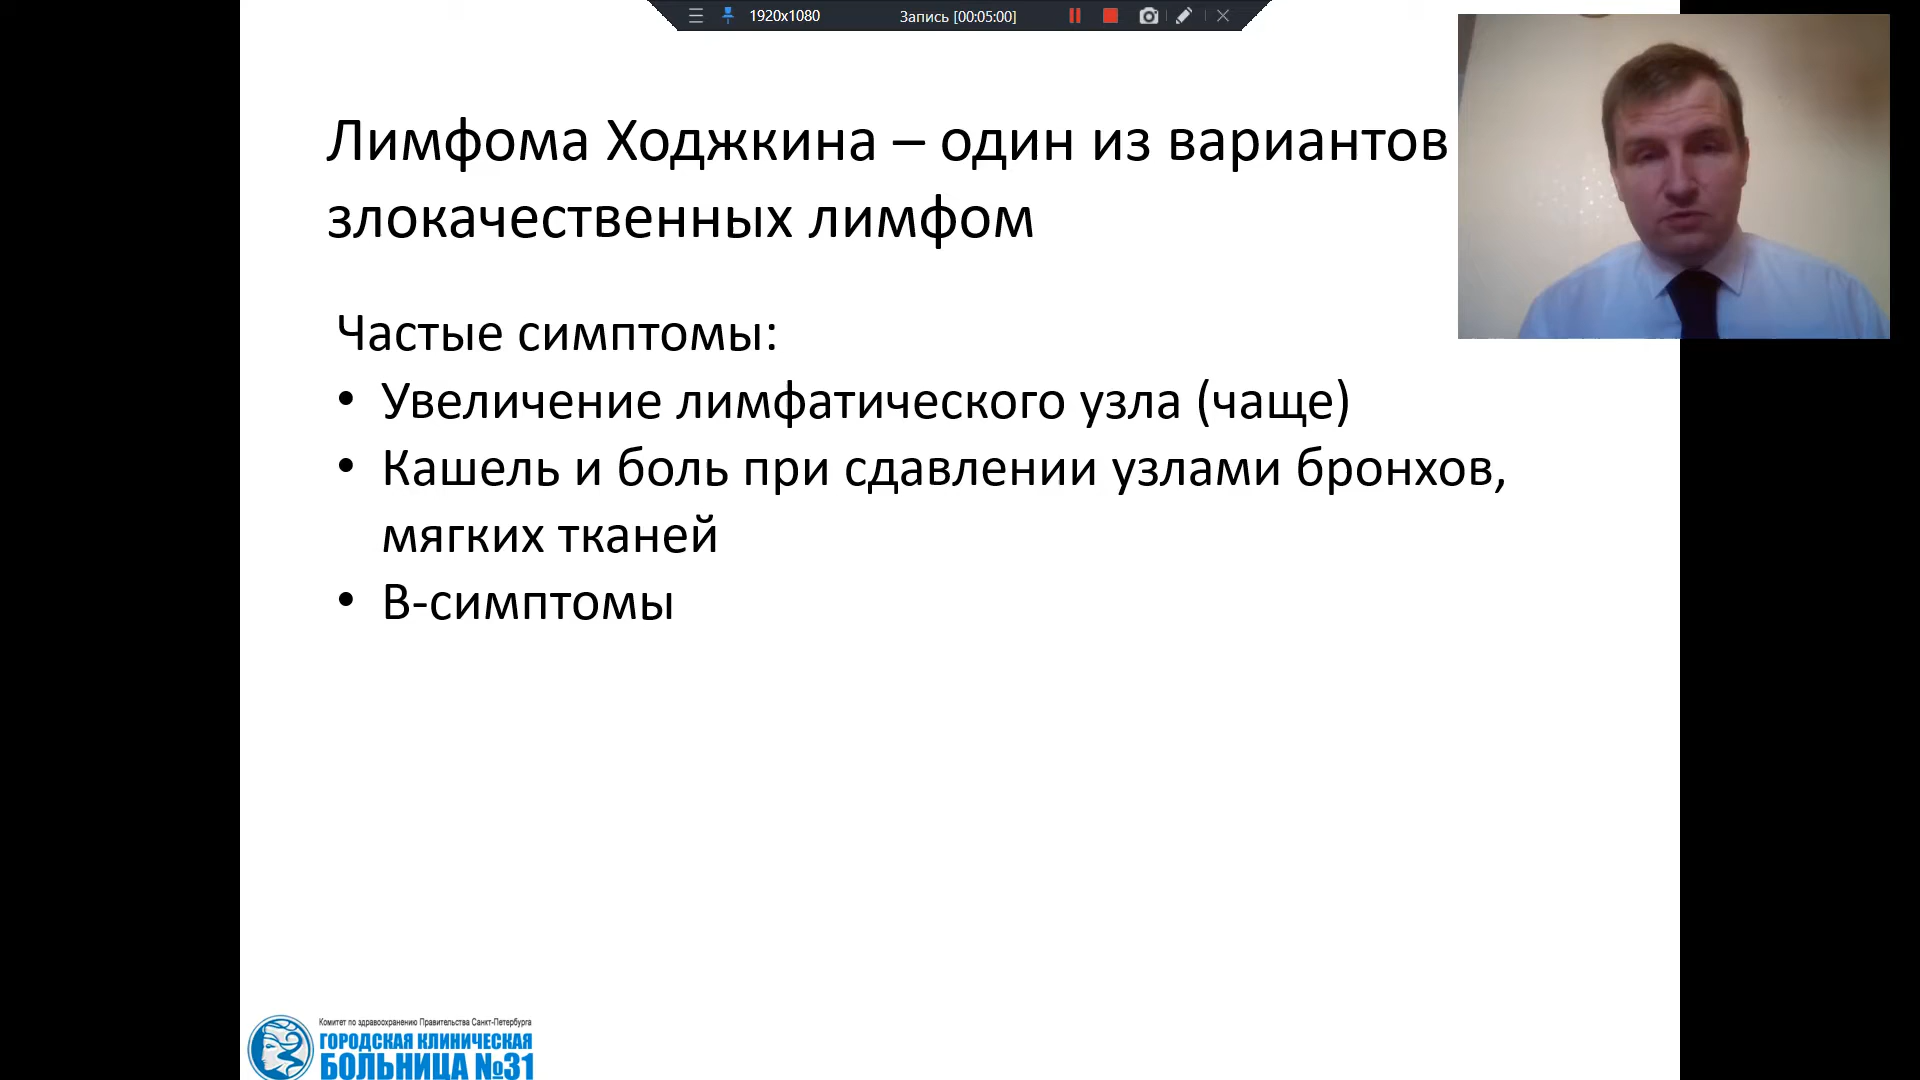 1920x1080
Запись [00:05:00]
Лимфома Ходжкина – один из вариантов
злокачественных лимфом
Частые симптомы:
• Увеличение лимфатического узла (чаще)
• Кашель и боль при сдавлении узлами бронхов,
мягких тканей
• В-симптомы
Комитет по здравоохранению Правительства Санкт-Петербурга
ГОРОДСКАЯ КЛИНИЧЕСКАЯ
БОЛЬНИЦА №31